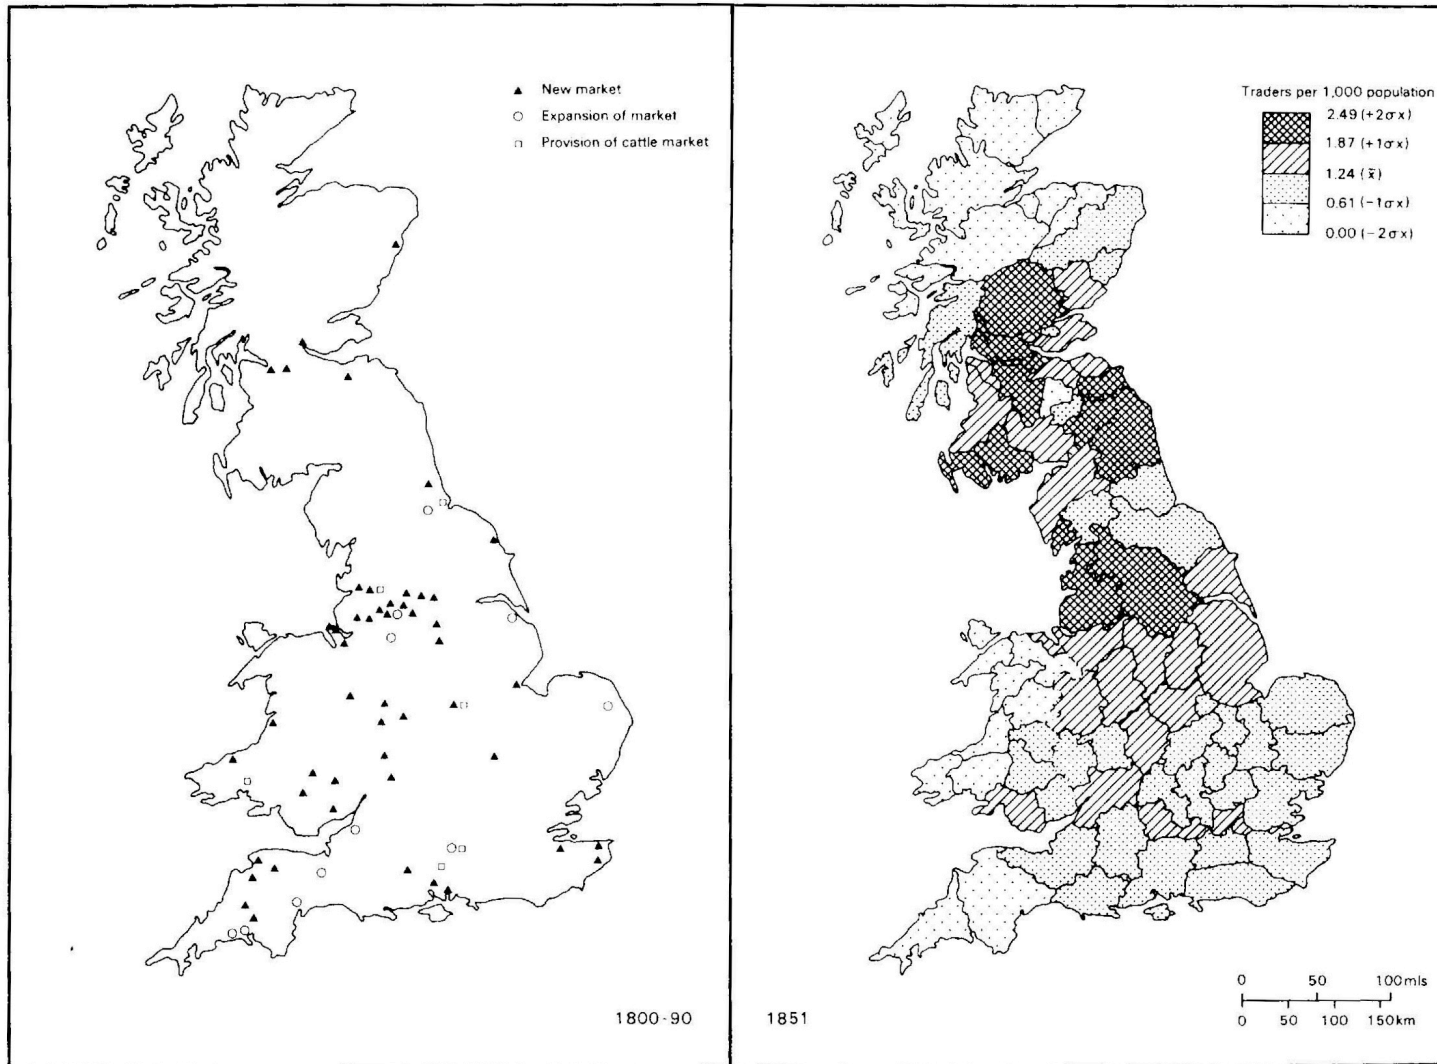 New market
Expansion of market
Provision of cattle market
1800-90
Traders per 1,000 population
2.49 (+2σx)
1.87 (+1σx)
1.24 (x̄)
0.61 (−1σx)
0.00 (−2σx)
1851
0 50 100mls
0 50 100 150km